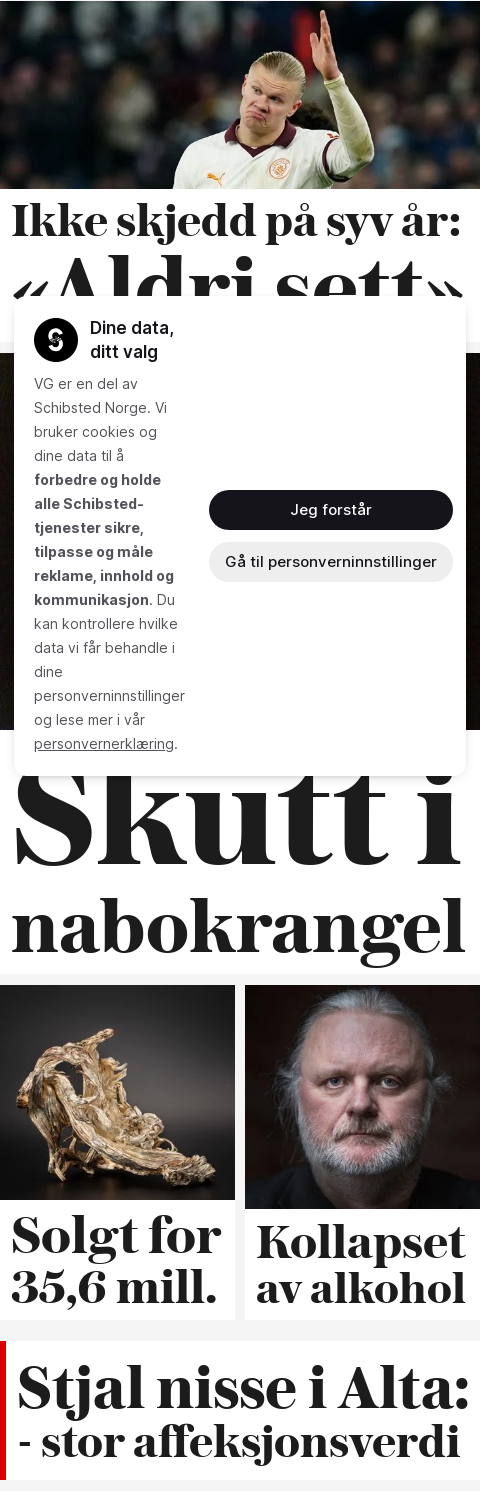 Ikke skjedd på syv år:
«Aldri sett»
Dine data,
ditt valg
VG er en del av
Schibsted Norge. Vi
bruker cookies og
dine data til å
forbedre og holde
alle Schibsted-
tjenester sikre,
tilpasse og måle
reklame, innhold og
kommunikasjon. Du
kan kontrollere hvilke
data vi får behandle i
dine
personverninnstillinger
og lese mer i vår
personvernerklæring.
Jeg forstår
Gå til personverninnstillinger
Skutt i
nabokrangel
Solgt for
35,6 mill.
Kollapset
av alkohol
Stjal nisse i Alta:
- stor affeksjonsverdi